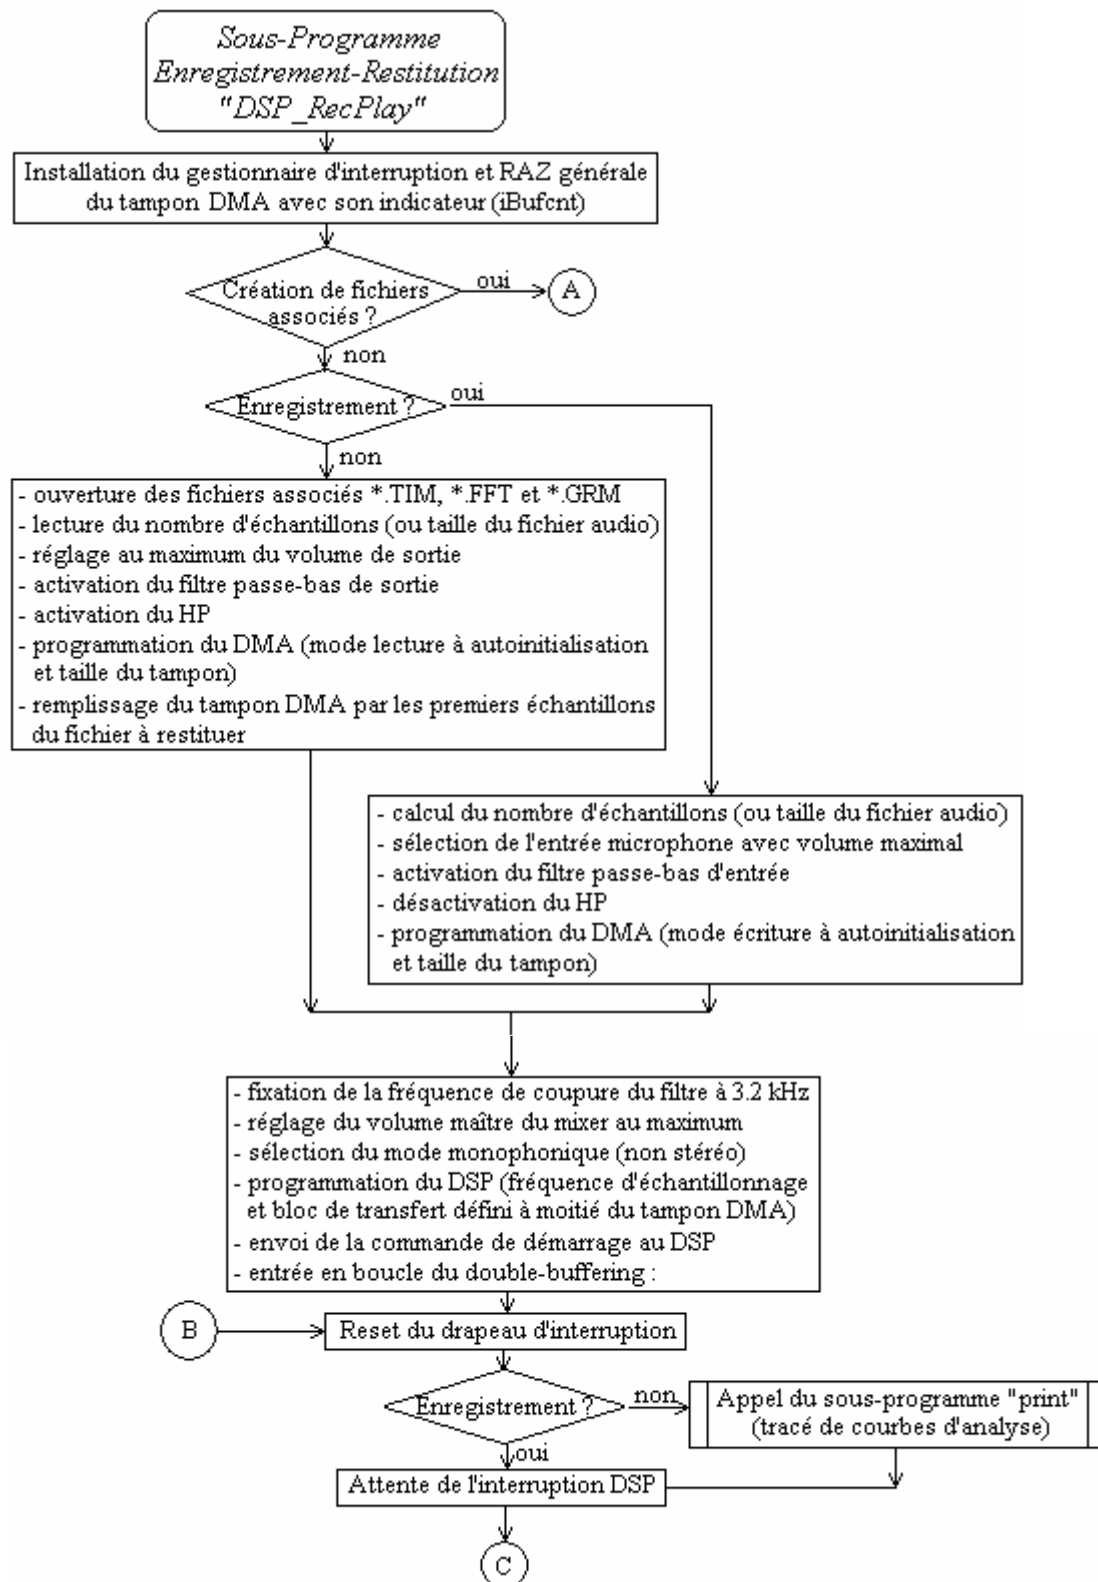 Sous-Programme
Enregistrement-Restitution
"DSP_RecPlay"
Installation du gestionnaire d'interruption et RAZ générale
du tampon DMA avec son indicateur (iBufcnt)
Création de fichiers
associés ?
oui
A
non
Enregistrement ?
oui
non
- ouverture des fichiers associés *.TIM, *.FFT et *.GRM
- lecture du nombre d'échantillons (ou taille du fichier audio)
- réglage au maximum du volume de sortie
- activation du filtre passe-bas de sortie
- activation du HP
- programmation du DMA (mode lecture à autoinitialisation
et taille du tampon)
- remplissage du tampon DMA par les premiers échantillons
du fichier à restituer
- calcul du nombre d'échantillons (ou taille du fichier audio)
- sélection de l'entrée microphone avec volume maximal
- activation du filtre passe-bas d'entrée
- désactivation du HP
- programmation du DMA (mode écriture à autoinitialisation
et taille du tampon)
- fixation de la fréquence de coupure du filtre à 3.2 kHz
- réglage du volume maître du mixer au maximum
- sélection du mode monophonique (non stéréo)
- programmation du DSP (fréquence d'échantillonnage
et bloc de transfert défini à moitié du tampon DMA)
- envoi de la commande de démarrage au DSP
- entrée en boucle du double-buffering :
B
Reset du drapeau d'interruption
Enregistrement ?
non
Appel du sous-programme "print"
(tracé de courbes d'analyse)
oui
Attente de l'interruption DSP
C